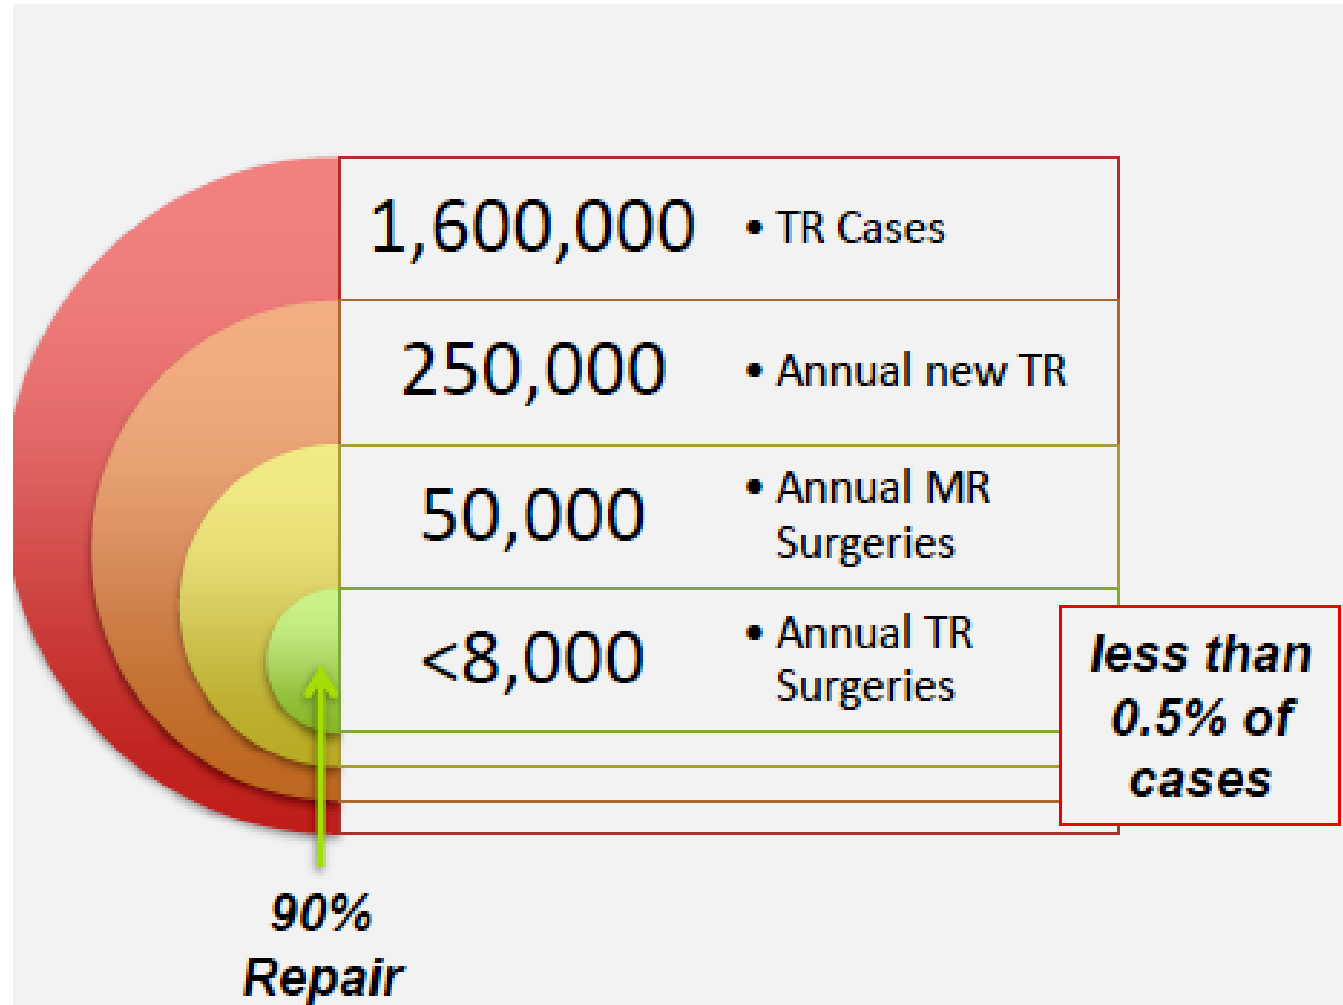 1,600,000 • TR Cases
250,000 • Annual new TR
50,000 • Annual MR
Surgeries
<8,000 • Annual TR
Surgeries
less than
0.5% of
cases
90%
Repair